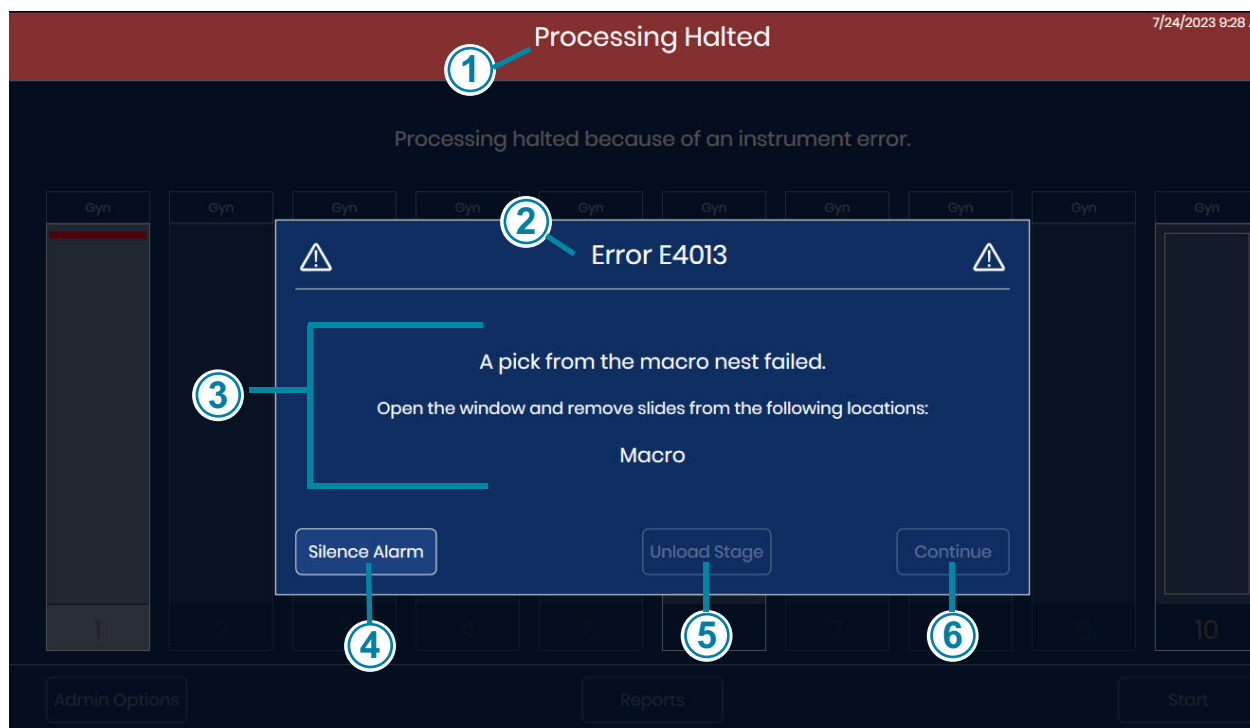 Processing Halted
7/24/2023 9:28
1
Processing halted because of an instrument error.
Gyn Gyn Gyn Gyn Gyn Gyn Gyn Gyn Gyn Gyn
2
Error E4013
A pick from the macro nest failed.
3
Open the window and remove slides from the following locations:
Macro
Silence Alarm Unload Stage Continue
1 2 3 4 5 7 9 10
4 5 6
Admin Options Reports Start